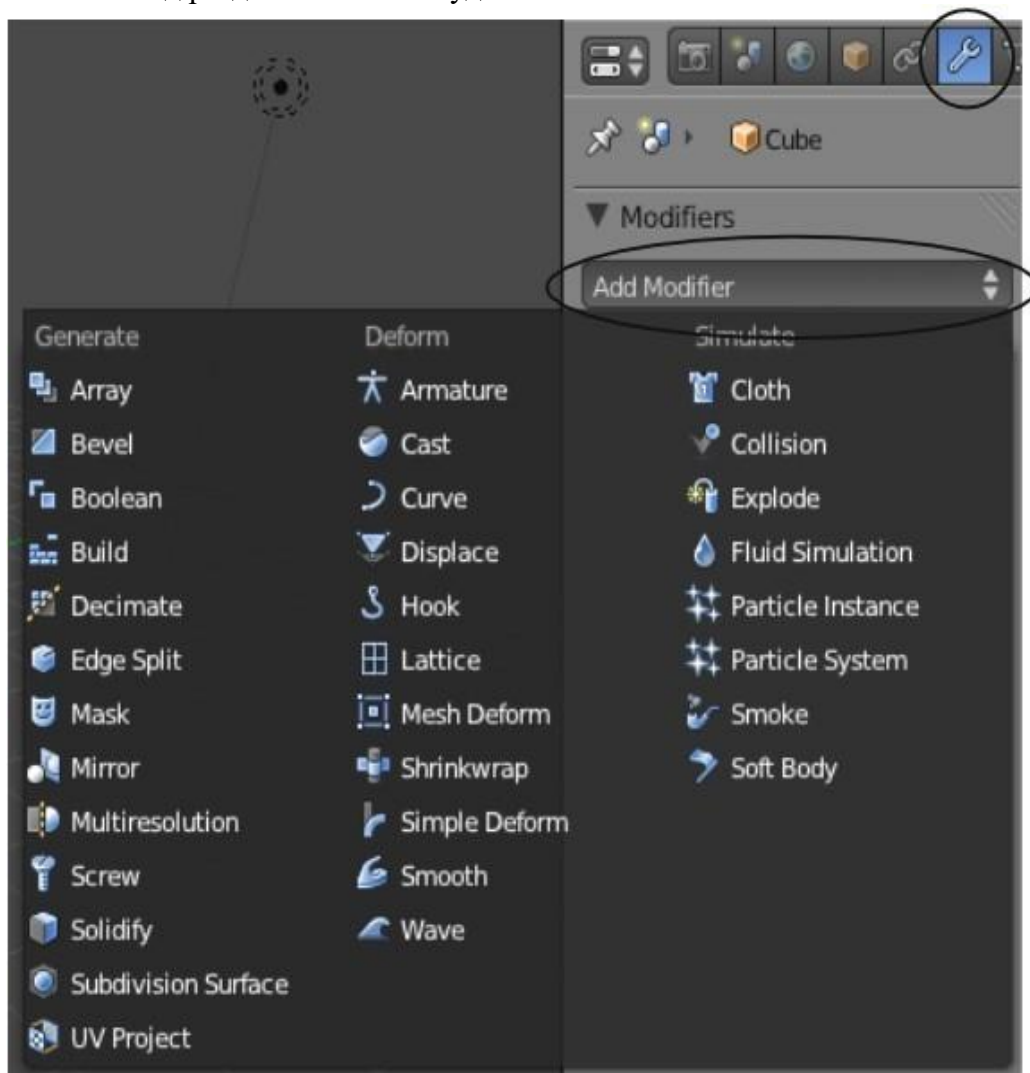 Cube
Modifiers
Add Modifier
Generate
Array
Bevel
Boolean
Build
Decimate
Edge Split
Mask
Mirror
Multiresolution
Screw
Solidify
Subdivision Surface
UV Project
Deform
Armature
Cast
Curve
Displace
Hook
Lattice
Mesh Deform
Shrinkwrap
Simple Deform
Smooth
Wave
Simulate
Cloth
Collision
Explode
Fluid Simulation
Particle Instance
Particle System
Smoke
Soft Body